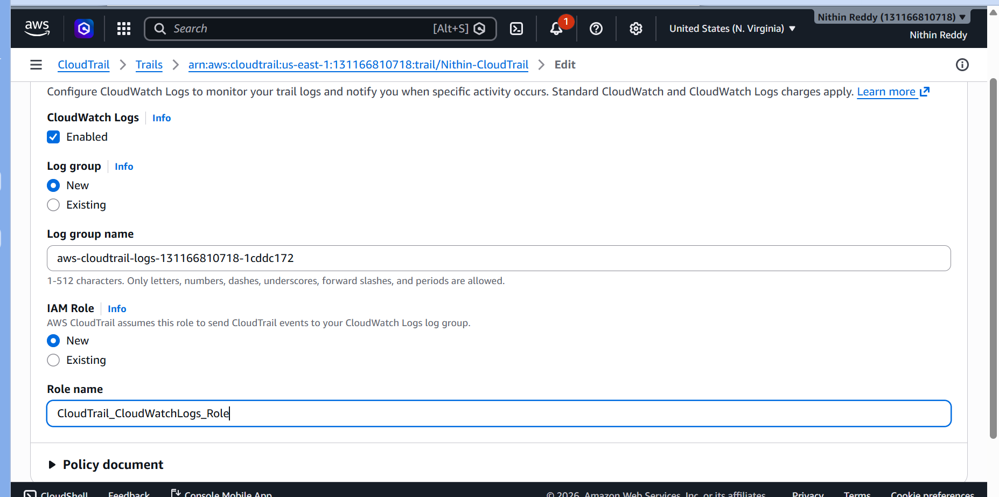 aws
Search [Alt+S]
1
United States (N. Virginia) ▼
Nithin Reddy (131166810718) ▼
Nithin Reddy
CloudTrail > Trails > arn:aws:cloudtrail:us-east-1:131166810718:trail/Nithin-CloudTrail > Edit
Configure CloudWatch Logs to monitor your trail logs and notify you when specific activity occurs. Standard CloudWatch and CloudWatch Logs charges apply. Learn more
CloudWatch Logs Info
Enabled
Log group Info
New
Existing
Log group name
aws-cloudtrail-logs-131166810718-1cddc172
1-512 characters. Only letters, numbers, dashes, underscores, forward slashes, and periods are allowed.
IAM Role Info
AWS CloudTrail assumes this role to send CloudTrail events to your CloudWatch Logs log group.
New
Existing
Role name
CloudTrail_CloudWatchLogs_Role
Policy document
CloudShell Feedback Console Mobile App © 2026, Amazon Web Services, Inc. or its affiliates. Privacy Terms Cookie preferences